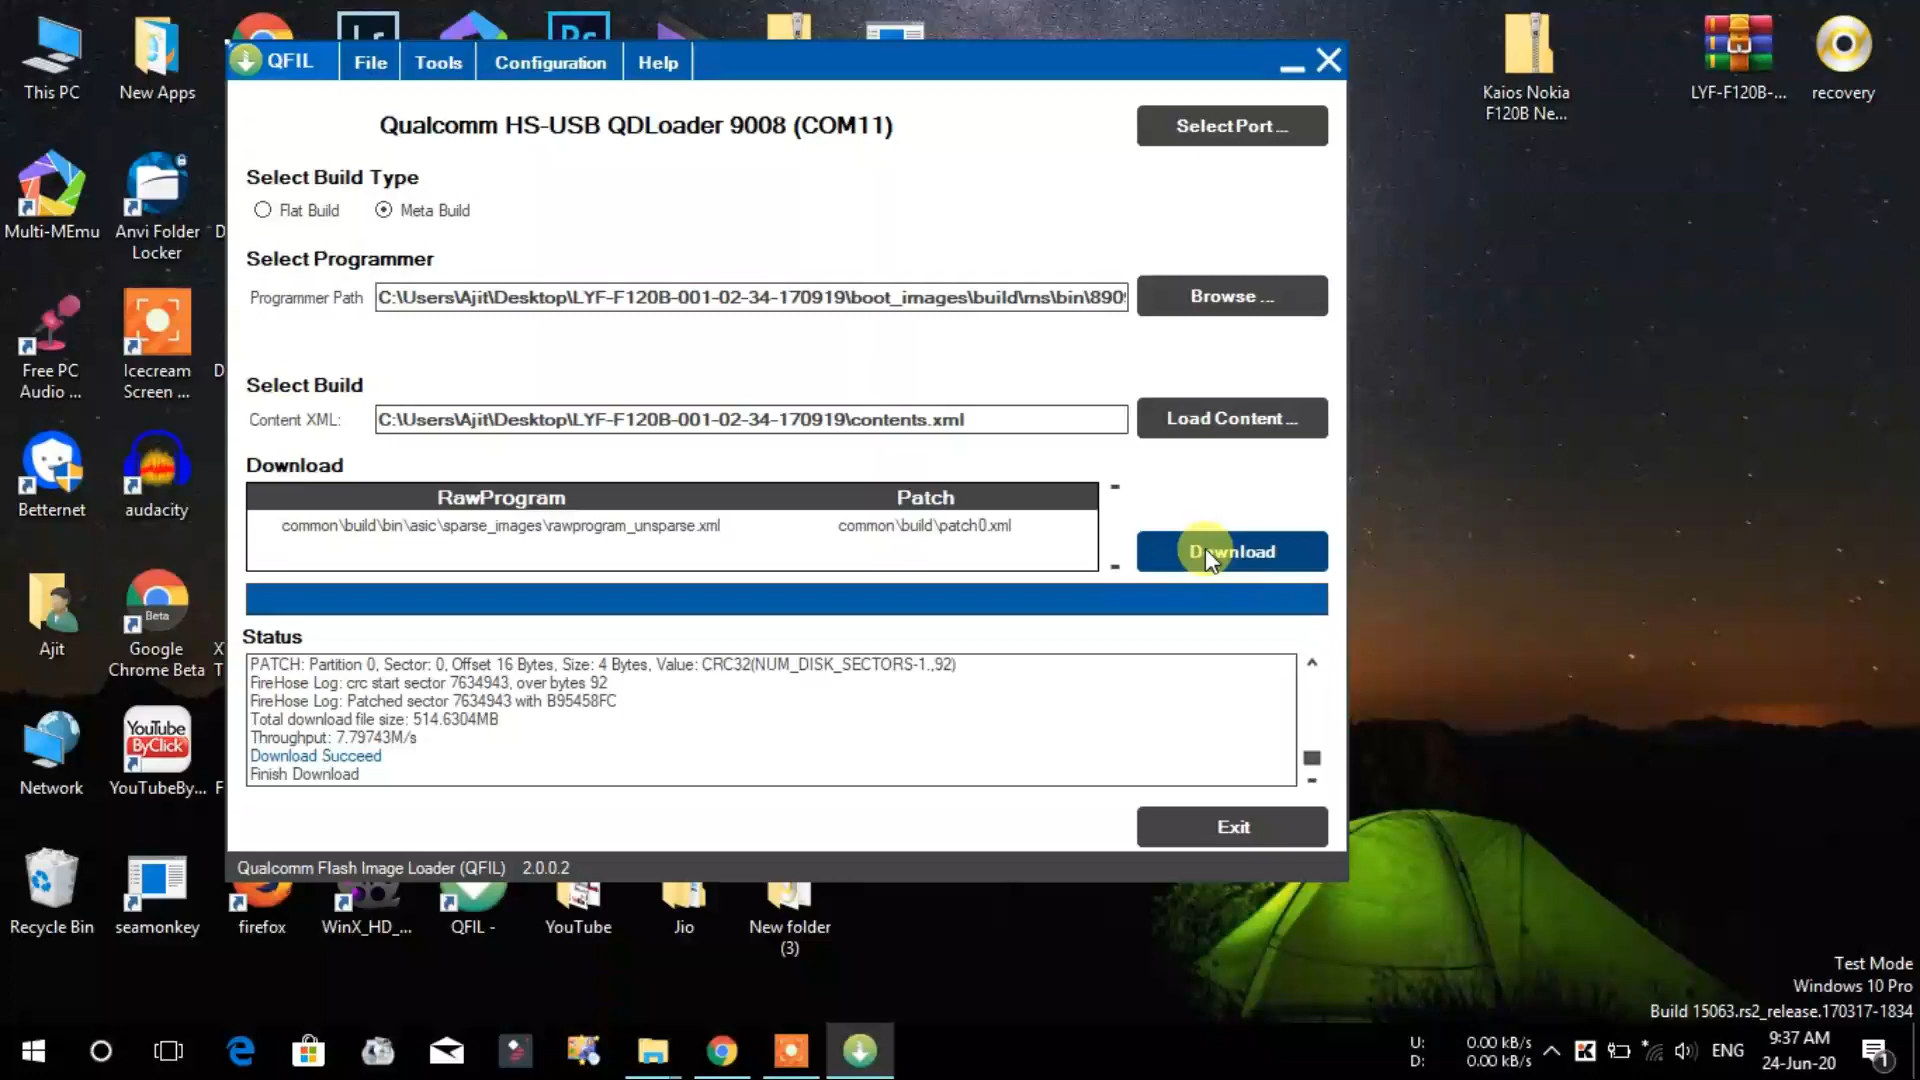 This PC
New Apps
Lr
Ps
Kaios Nokia
F120B Ne...
LYF-F120B-...
recovery
QFIL
File
Tools
Configuration
Help
Qualcomm HS-USB QDLoader 9008 (COM11)
Select Port ...
Select Build Type
Flat Build
Meta Build
Select Programmer
Programmer Path
C:\Users\Ajit\Desktop\LYF-F120B-001-02-34-170919\boot_images\build\ms\bin\890
Browse ...
Select Build
Content XML:
C:\Users\Ajit\Desktop\LYF-F120B-001-02-34-170919\contents.xml
Load Content ...
Download
RawProgram
Patch
common\build\bin\asic\sparse_images\rawprogram_unsparse.xml
common\build\patch0.xml
Download
Status
PATCH: Partition 0, Sector: 0, Offset 16 Bytes, Size: 4 Bytes, Value: CRC32(NUM_DISK_SECTORS-1.,92)
FireHose Log: crc start sector 7634943, over bytes 92
FireHose Log: Patched sector 7634943 with B95458FC
Total download file size: 514.6304MB
Throughput: 7.79743M/s
Download Succeed
Finish Download
Exit
Qualcomm Flash Image Loader (QFIL) 2.0.0.2
Multi-MEmu
Anvi Folder
Locker
D
Free PC
Audio ...
Icecream
Screen ...
D
Betternet
audacity
Ajit
Beta
Google
Chrome Beta
X
T
Network
YouTube
ByClick
YouTubeBy...
F
Recycle Bin
seamonkey
firefox
WinX_HD_...
QFIL -
YouTube
Jio
New folder
(3)
Test Mode
Windows 10 Pro
Build 15063.rs2_release.170317-1834
U: 0.00 kB/s
D: 0.00 kB/s
K
ENG
9:37 AM
24-Jun-20
1